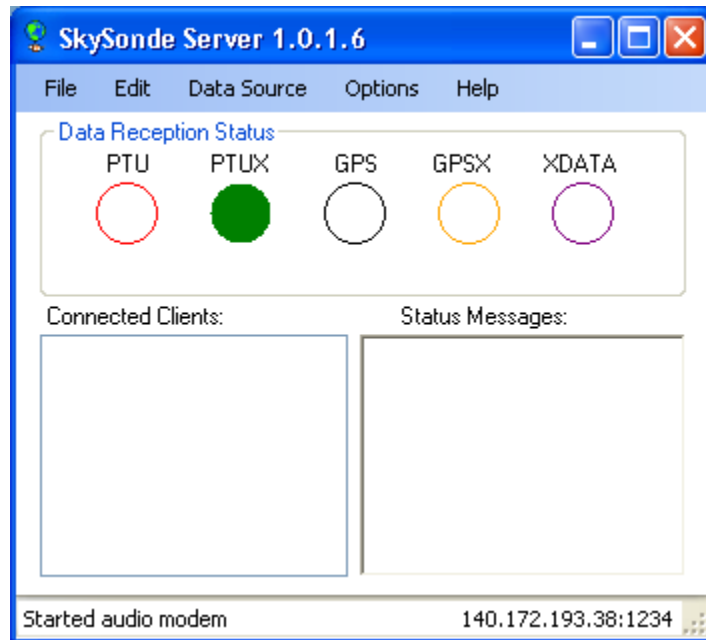 SkySonde Server 1.0.1.6
File Edit Data Source Options Help
Data Reception Status
PTU PTUX GPS GPSX XDATA
Connected Clients: Status Messages:
Started audio modem 140.172.193.38:1234